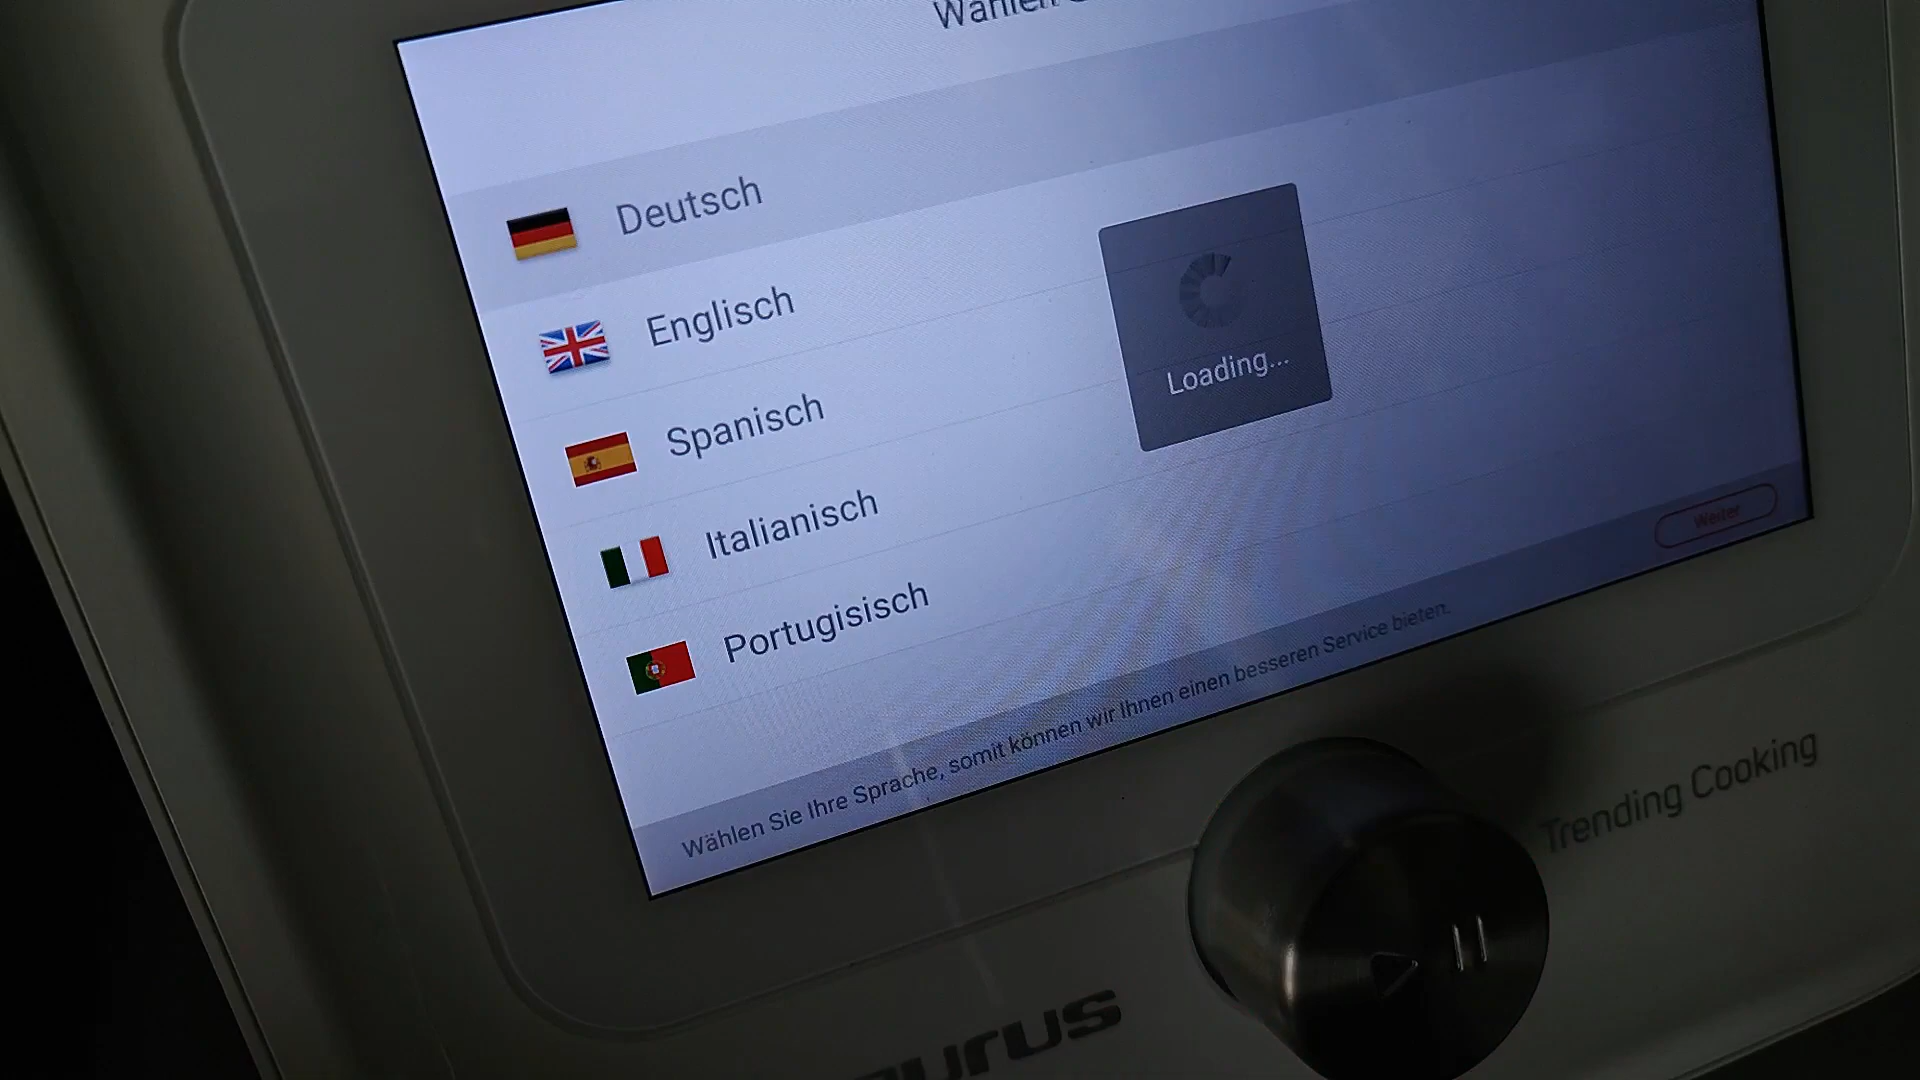 Wählen
Deutsch
Englisch
Spanisch
Italianisch
Portugisisch
Loading...
Weiter
Wählen Sie Ihre Sprache, somit können wir Ihnen einen besseren Service bieten.
Trending Cooking